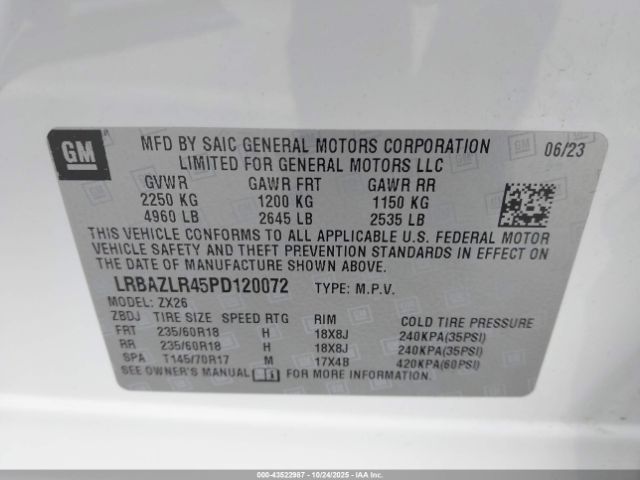 GM
MFD BY SAIC GENERAL MOTORS CORPORATION 06/23
LIMITED FOR GENERAL MOTORS LLC
GVWR GAWR FRT GAWR RR
2250 KG 1200 KG 1150 KG
4960 LB 2645 LB 2535 LB
THIS VEHICLE CONFORMS TO ALL APPLICABLE U.S. FEDERAL MOTOR
VEHICLE SAFETY AND THEFT PREVENTION STANDARDS IN EFFECT ON
DATE OF MANUFACTURE SHOWN ABOVE.
LRBAZLR45PD120072 TYPE: M.P.V.
MODEL: ZX26
ZBDJ TIRE SIZE SPEED RTG RIM COLD TIRE PRESSURE
FRT 235/60R18 H 18X8J 240KPA(35PSI)
RR 235/60R18 H 18X8J 240KPA(35PSI)
SPA T145/70R17 M 17X4B 420KPA(60PSI)
SEE OWNER'S MANUAL FOR MORE INFORMATION.
000-43522987 - 10/24/2025 - COPYRIGHT IAA, LLC.